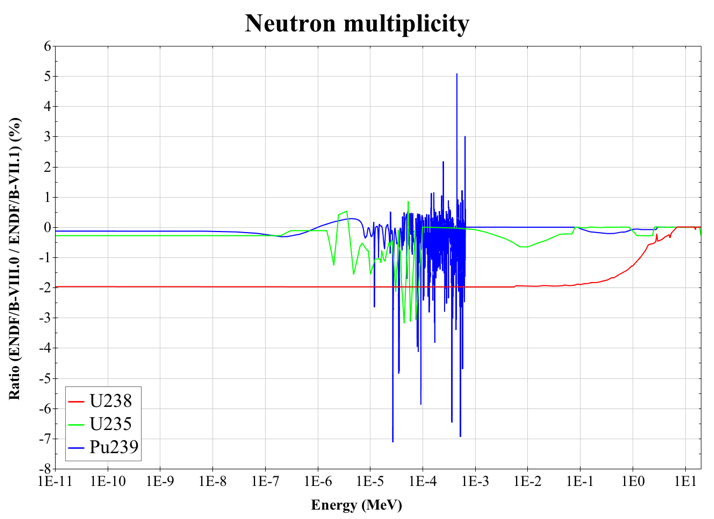 Neutron multiplicity
Ratio (ENDF/B-VIII.0 / ENDF/B-VII.1) (%)
6
5
4
3
2
1
0
-1
-2
-3
-4
-5
-6
-7
-8
U238
U235
Pu239
1E-11 1E-10 1E-9 1E-8 1E-7 1E-6 1E-5 1E-4 1E-3 1E-2 1E-1 1E0 1E1
Energy (MeV)